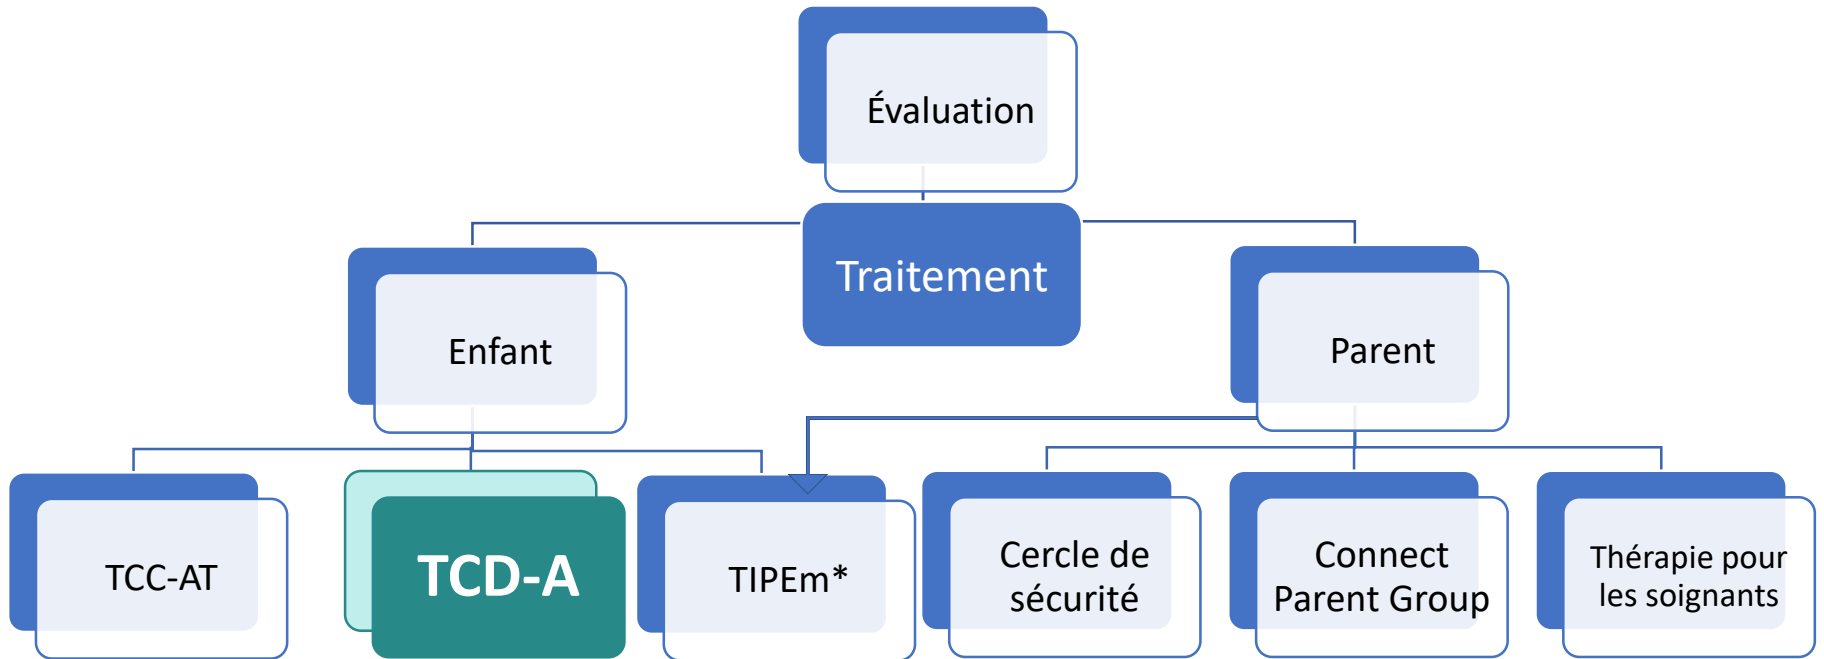 Évaluation
Traitement
Enfant
Parent
TCC-AT
TCD-A
TIPEm*
Cercle de
sécurité
Connect
Parent Group
Thérapie pour
les soignants